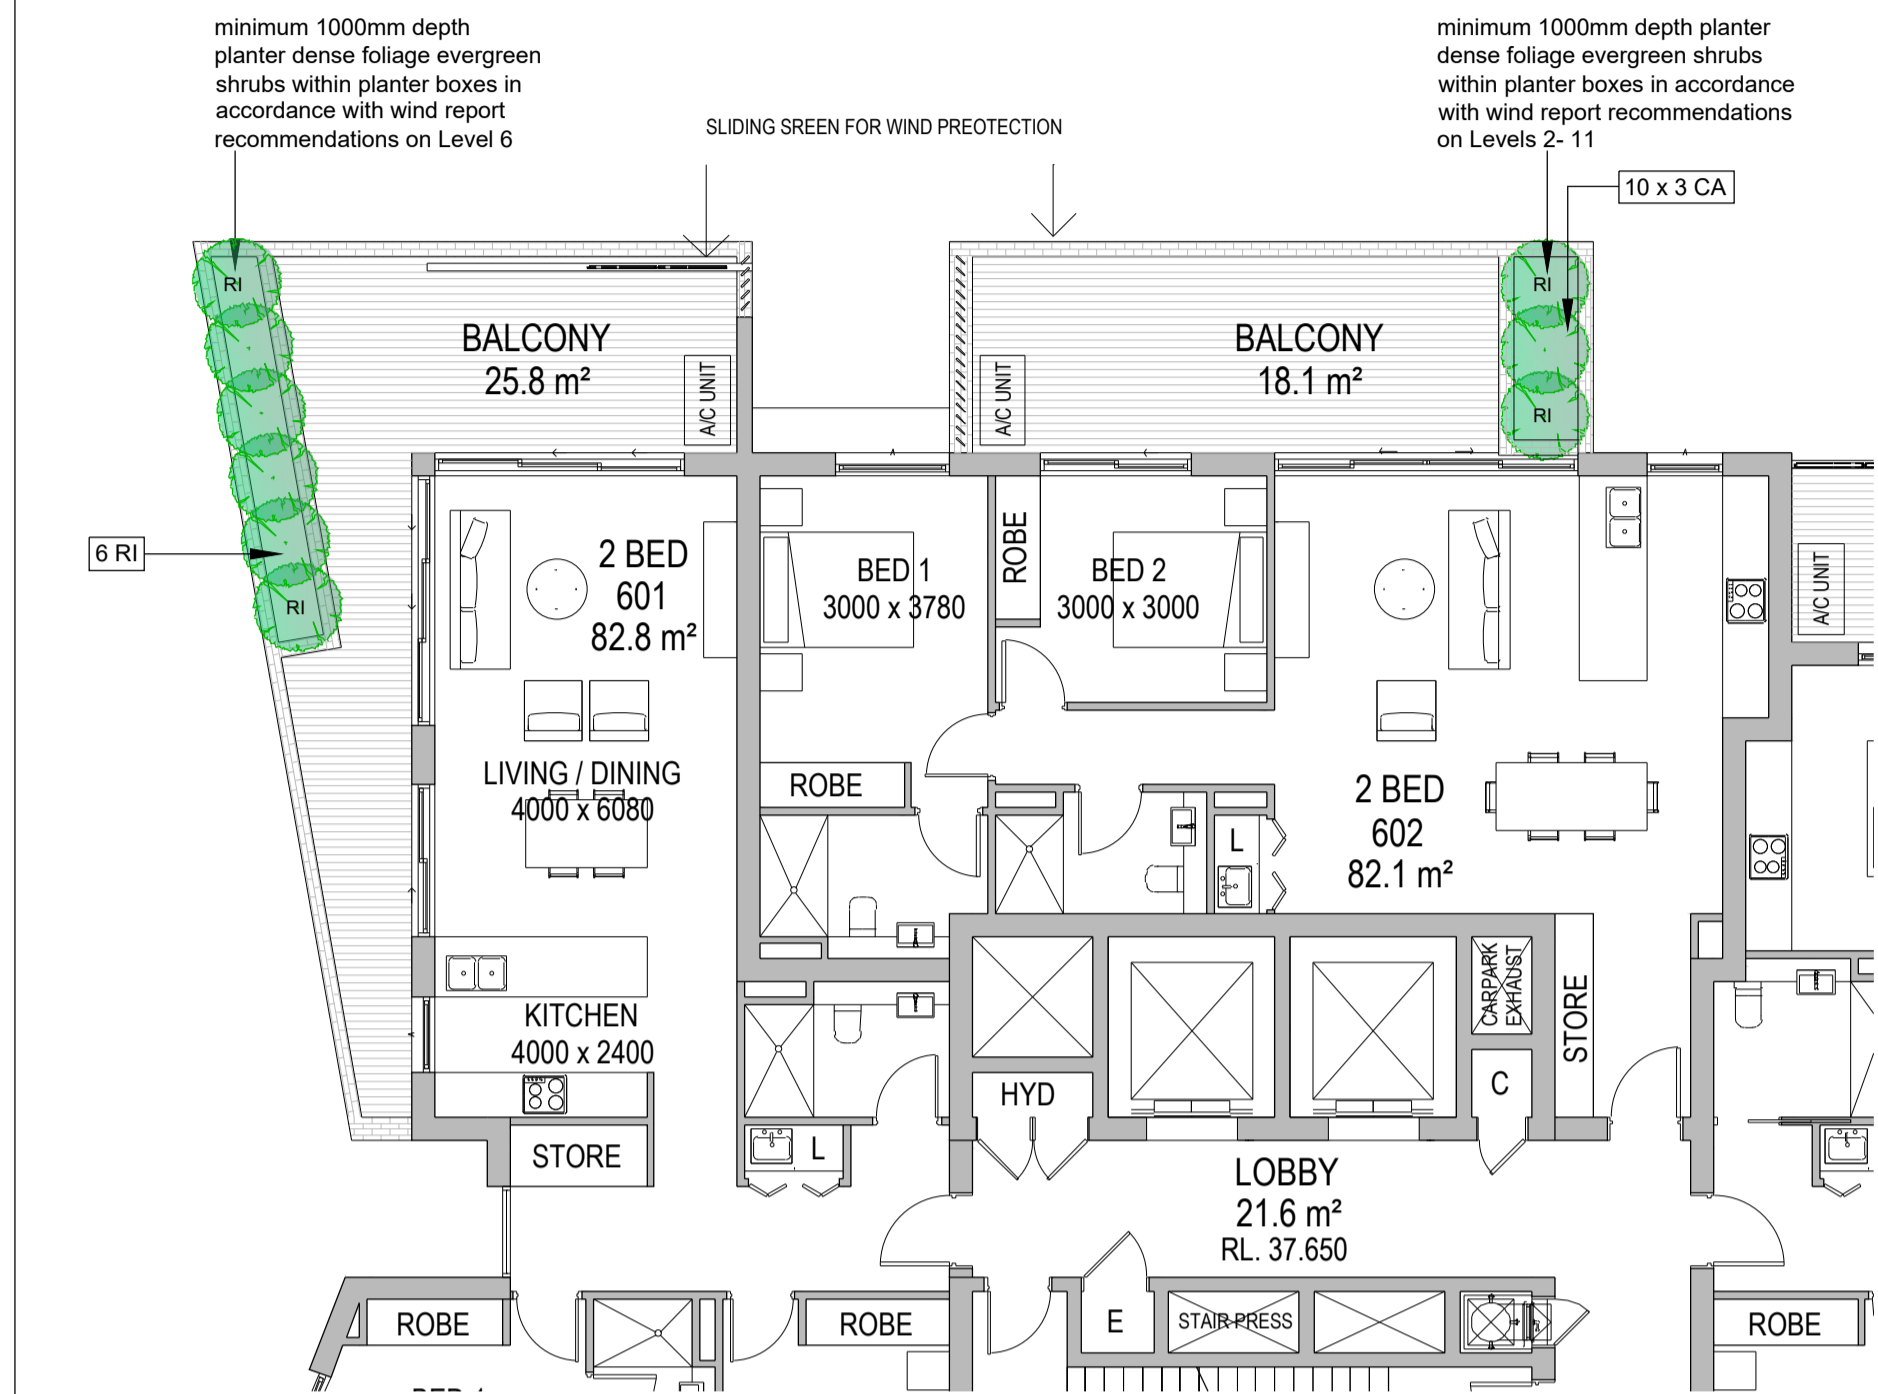 minimum 1000mm depth
planter dense foliage evergreen
shrubs within planter boxes in
accordance with wind report
recommendations on Level 6
minimum 1000mm depth planter
dense foliage evergreen shrubs
within planter boxes in accordance
with wind report recommendations
on Levels 2- 11
SLIDING SREEN FOR WIND PREOTECTION
10 x 3 CA
RI
RI
BALCONY
25.8 m²
A/C UNIT
A/C UNIT
BALCONY
18.1 m²
RI
6 RI
RI
2 BED
601
82.8 m²
BED 1
3000 x 3780
ROBE
BED 2
3000 x 3000
A/C UNIT
LIVING / DINING
4000 x 6080
ROBE
2 BED
602
82.1 m²
L
KITCHEN
4000 x 2400
CARPARK
EXHAUST
STORE
HYD
C
STORE
L
LOBBY
21.6 m²
RL. 37.650
ROBE
ROBE
E
STAIR PRESS
ROBE